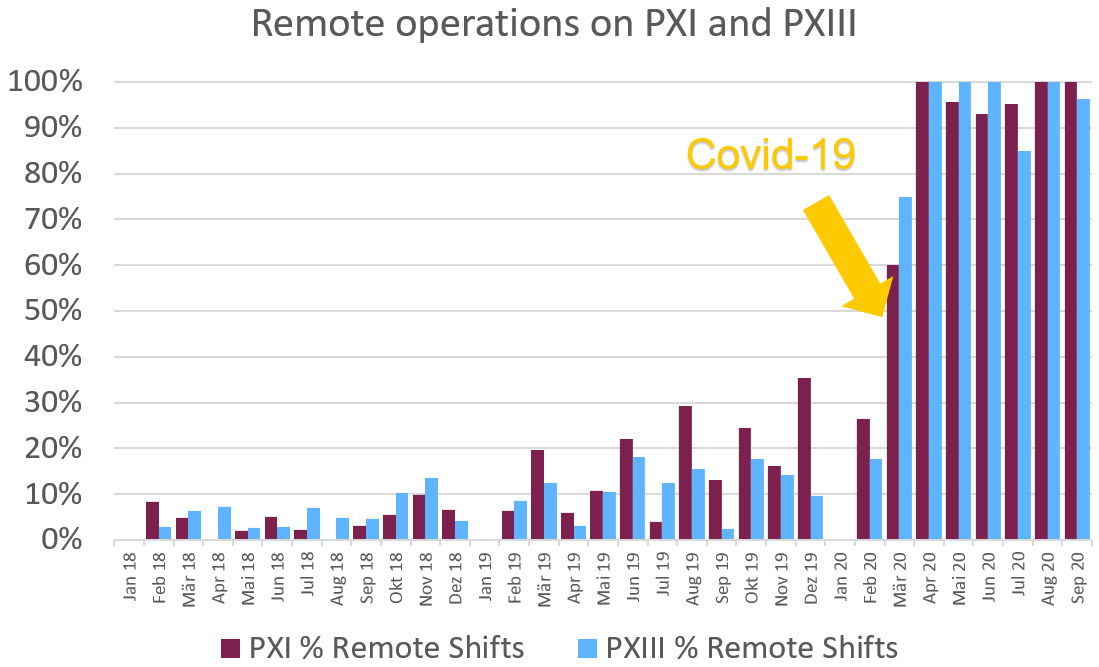 Remote operations on PXI and PXIII
100%
90%
80%
70%
60%
50%
40%
30%
20%
10%
0%
Covid-19
Jan 18
Feb 18
Mär 18
Apr 18
Mai 18
Jun 18
Jul 18
Aug 18
Sep 18
Okt 18
Nov 18
Dez 18
Jan 19
Feb 19
Mär 19
Apr 19
Mai 19
Jun 19
Jul 19
Aug 19
Sep 19
Okt 19
Nov 19
Dez 19
Jan 20
Feb 20
Mär 20
Apr 20
Mai 20
Jun 20
Jul 20
Aug 20
Sep 20
PXI % Remote Shifts
PXIII % Remote Shifts